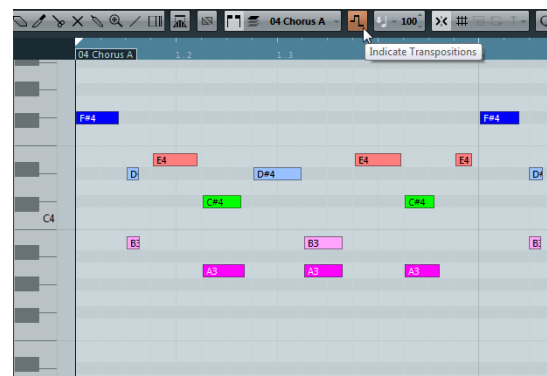 04 Chorus A 100
Indicate Transpositions
04 Chorus A 1. 2 1. 3
F#4 F#4
E4 E4 E4
D D#4 D#
C#4 C#4
C4
B3 B3 B3
A3 A3 A3